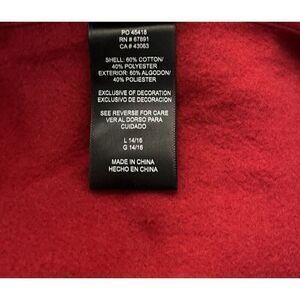 PO 45418
RN # 67891
CA # 43063
SHELL: 60% COTTON/
40% POLYESTER
EXTERIOR: 60% ALGODON/
40% POLYESTER
EXCLUSIVE OF DECORATION
EXCLUSIVO DE DECORACION
SEE REVERSE FOR CARE
VER AL DORSO PARA
CUIDADO
L 14/16
G 14/16
MADE IN CHINA
HECHO EN CHINA